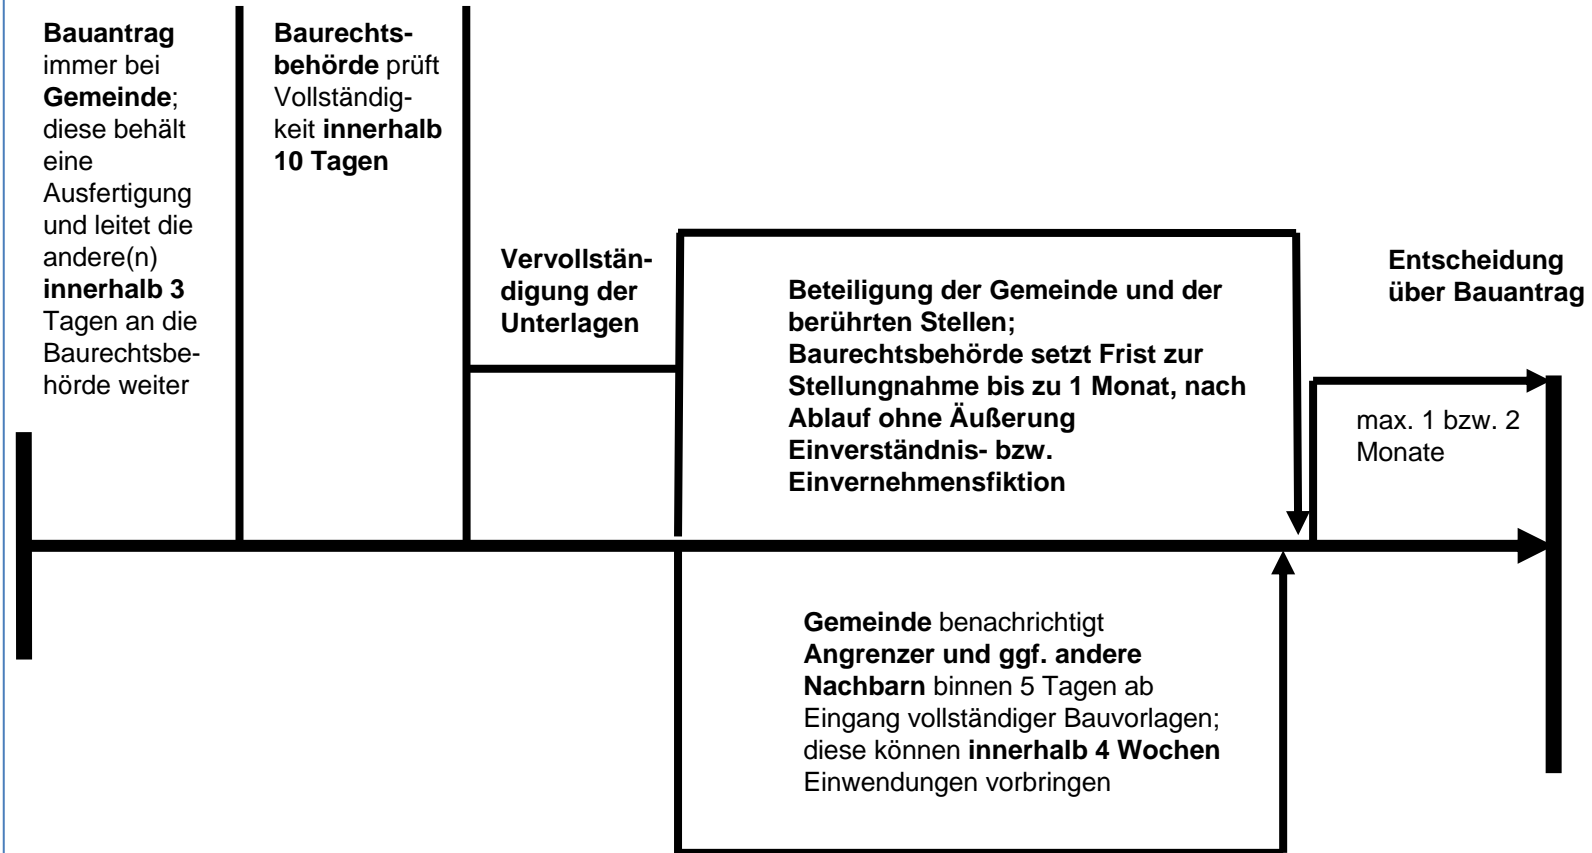 Bauantrag
immer bei
Gemeinde;
diese behält
eine
Ausfertigung
und leitet die
andere(n)
innerhalb 3
Tagen an die
Baurechtsbe-
hörde weiter
Baurechts-
behörde prüft
Vollständig-
keit innerhalb
10 Tagen
Vervollstän-
digung der
Unterlagen
Beteiligung der Gemeinde und der
berührten Stellen;
Baurechtsbehörde setzt Frist zur
Stellungnahme bis zu 1 Monat, nach
Ablauf ohne Äußerung
Einverständnis- bzw.
Einvernehmensfiktion
Entscheidung
über Bauantrag
max. 1 bzw. 2
Monate
Gemeinde benachrichtigt
Angrenzer und ggf. andere
Nachbarn binnen 5 Tagen ab
Eingang vollständiger Bauvorlagen;
diese können innerhalb 4 Wochen
Einwendungen vorbringen